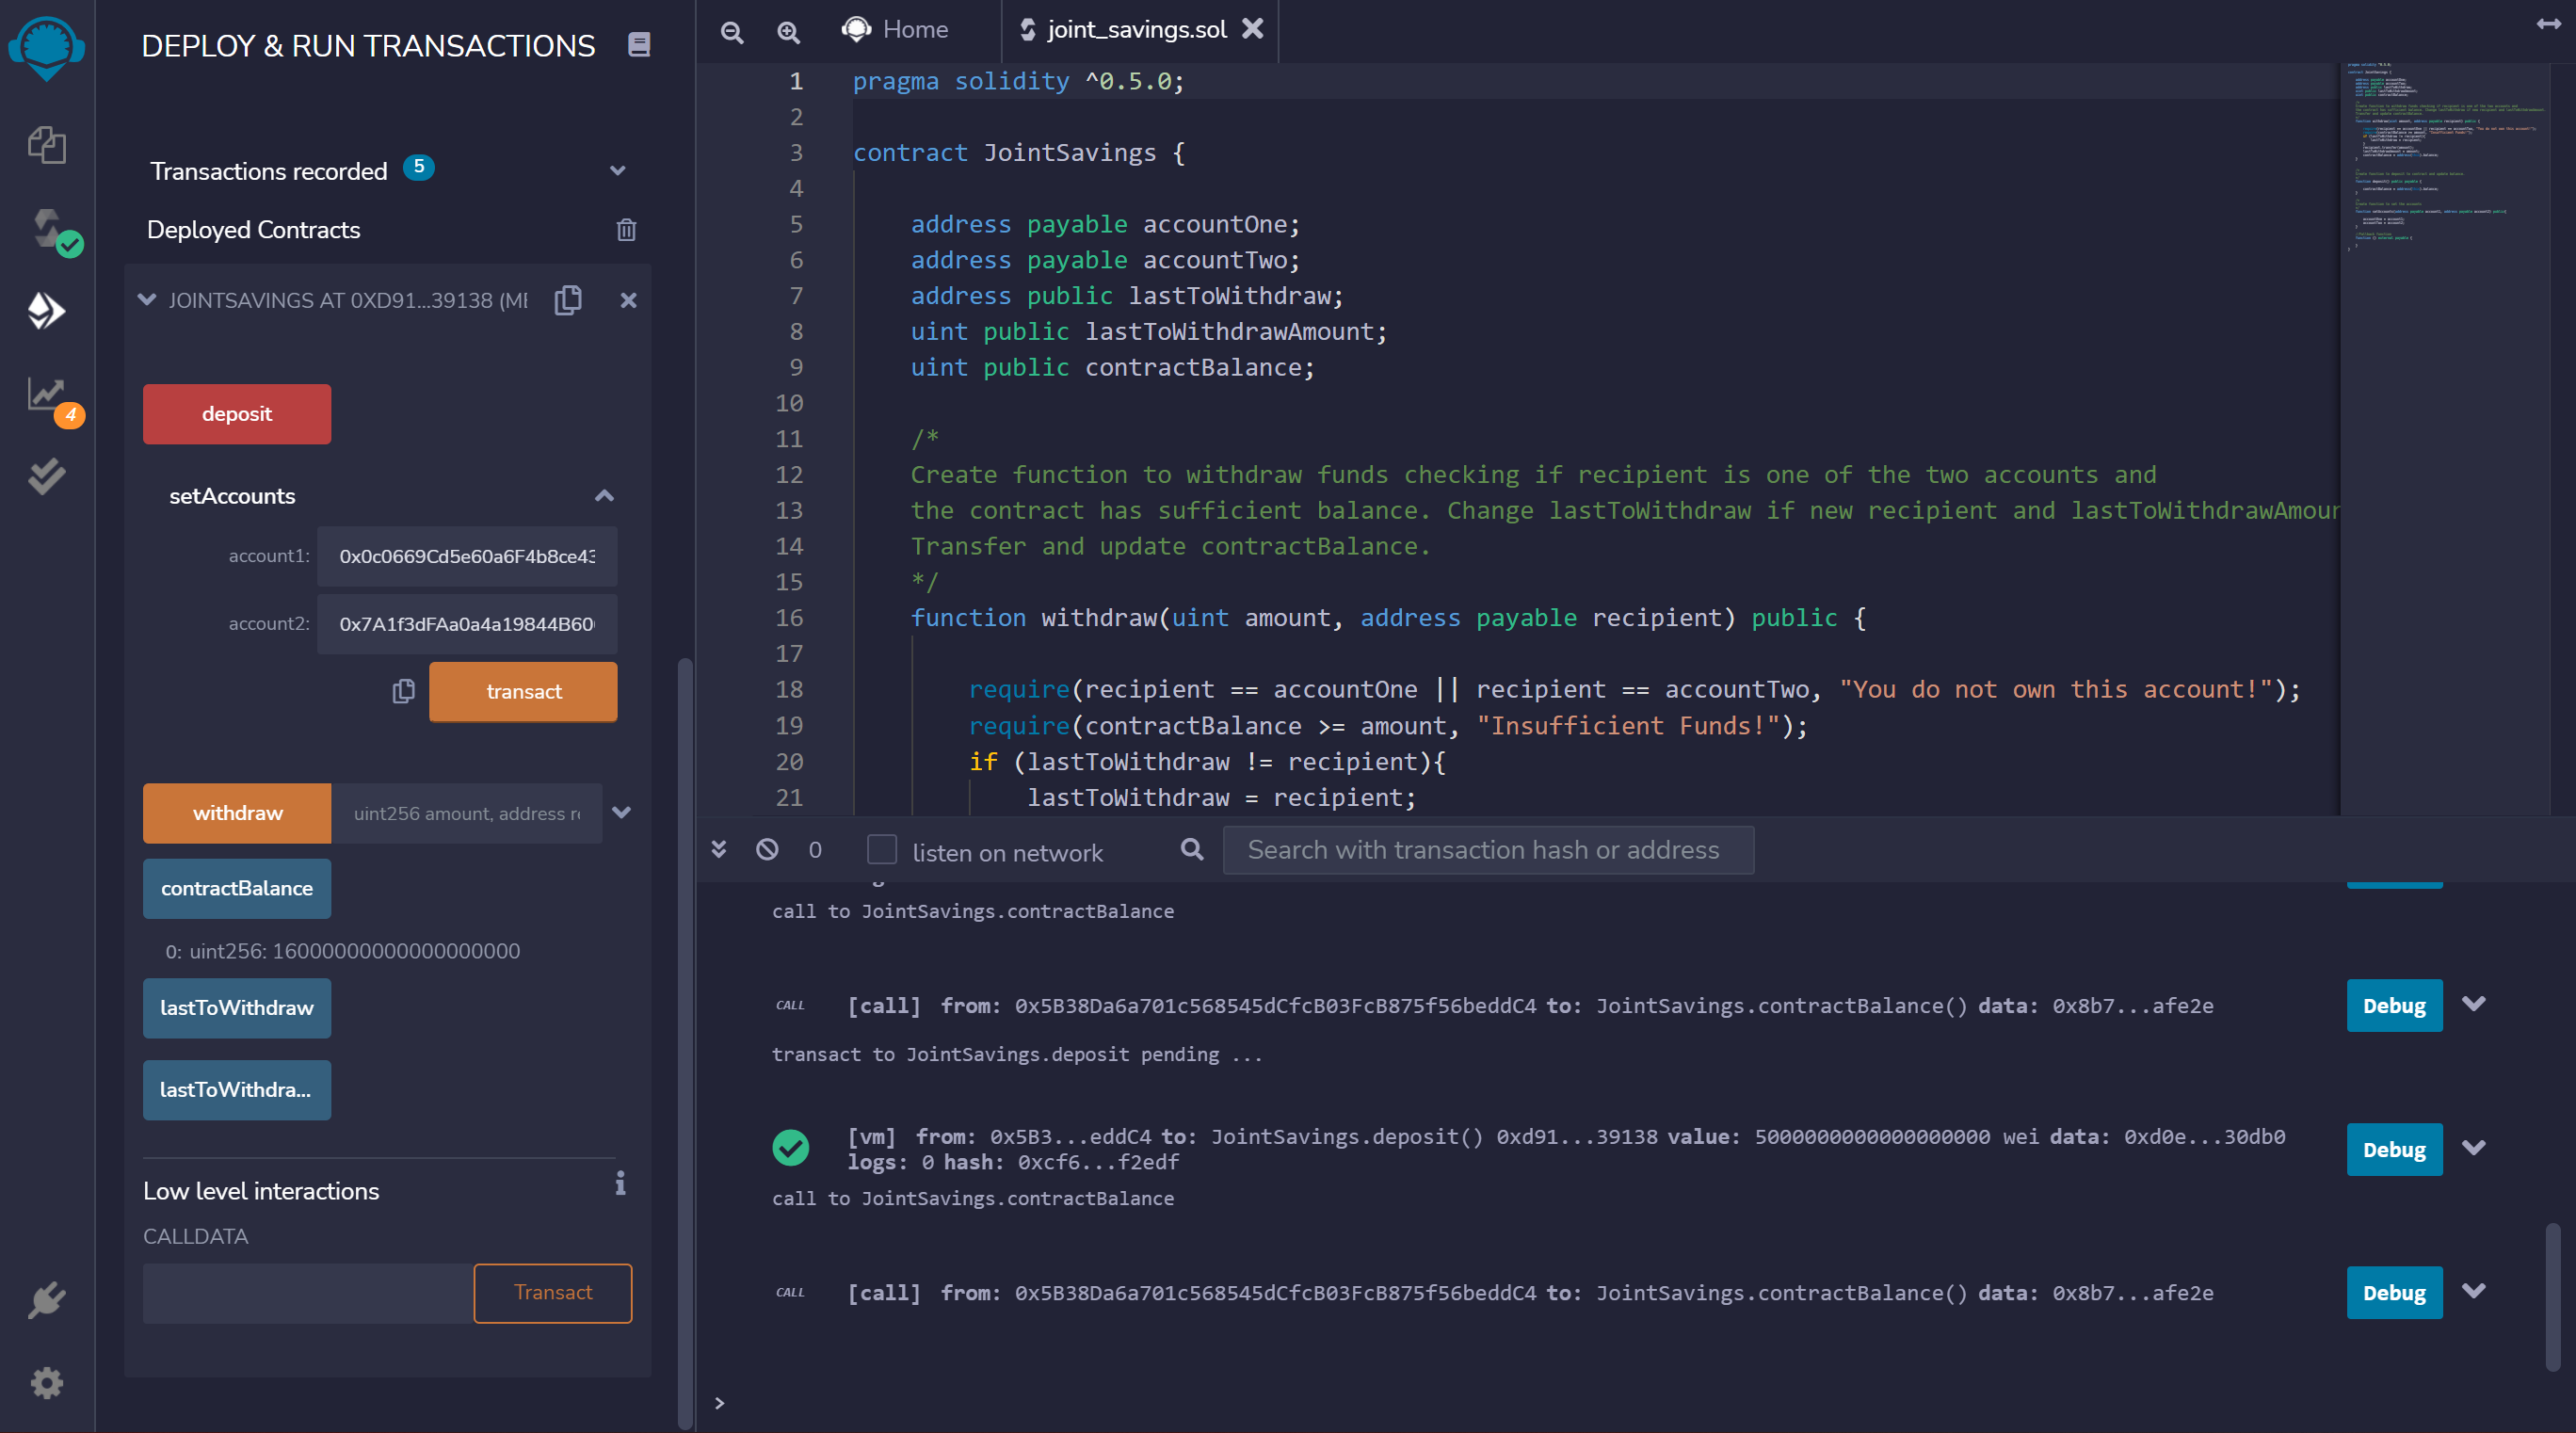 DEPLOY & RUN TRANSACTIONS
Transactions recorded 5
Deployed Contracts
JOINTSAVINGS AT 0XD91...39138 (ME
4
deposit
setAccounts
account1: 0x0c0669Cd5e60a6F4b8ce43
account2: 0x7A1f3dFAa0a4a19844B60
transact
withdraw uint256 amount, address re
contractBalance
0: uint256: 16000000000000000000
lastToWithdraw
lastToWithdra...
Low level interactions
CALLDATA
Transact
Home
joint_savings.sol
1 pragma solidity ^0.5.0;
2
3 contract JointSavings {
4
5 address payable accountOne;
6 address payable accountTwo;
7 address public lastToWithdraw;
8 uint public lastToWithdrawAmount;
9 uint public contractBalance;
10
11 /*
12 Create function to withdraw funds checking if recipient is one of the two accounts and
13 the contract has sufficient balance. Change lastToWithdraw if new recipient and lastToWithdrawAmoun
14 Transfer and update contractBalance.
15 */
16 function withdraw(uint amount, address payable recipient) public {
17
18 require(recipient == accountOne || recipient == accountTwo, "You do not own this account!");
19 require(contractBalance >= amount, "Insufficient Funds!");
20 if (lastToWithdraw != recipient){
21 lastToWithdraw = recipient;
0 listen on network Search with transaction hash or address
call to JointSavings.contractBalance
CALL [call] from: 0x5B38Da6a701c568545dCfcB03FcB875f56beddC4 to: JointSavings.contractBalance() data: 0x8b7...afe2e Debug
transact to JointSavings.deposit pending ...
[vm] from: 0x5B3...eddC4 to: JointSavings.deposit() 0xd91...39138 value: 5000000000000000000 wei data: 0xd0e...30db0 Debug
logs: 0 hash: 0xcf6...f2edf
call to JointSavings.contractBalance
CALL [call] from: 0x5B38Da6a701c568545dCfcB03FcB875f56beddC4 to: JointSavings.contractBalance() data: 0x8b7...afe2e Debug
>